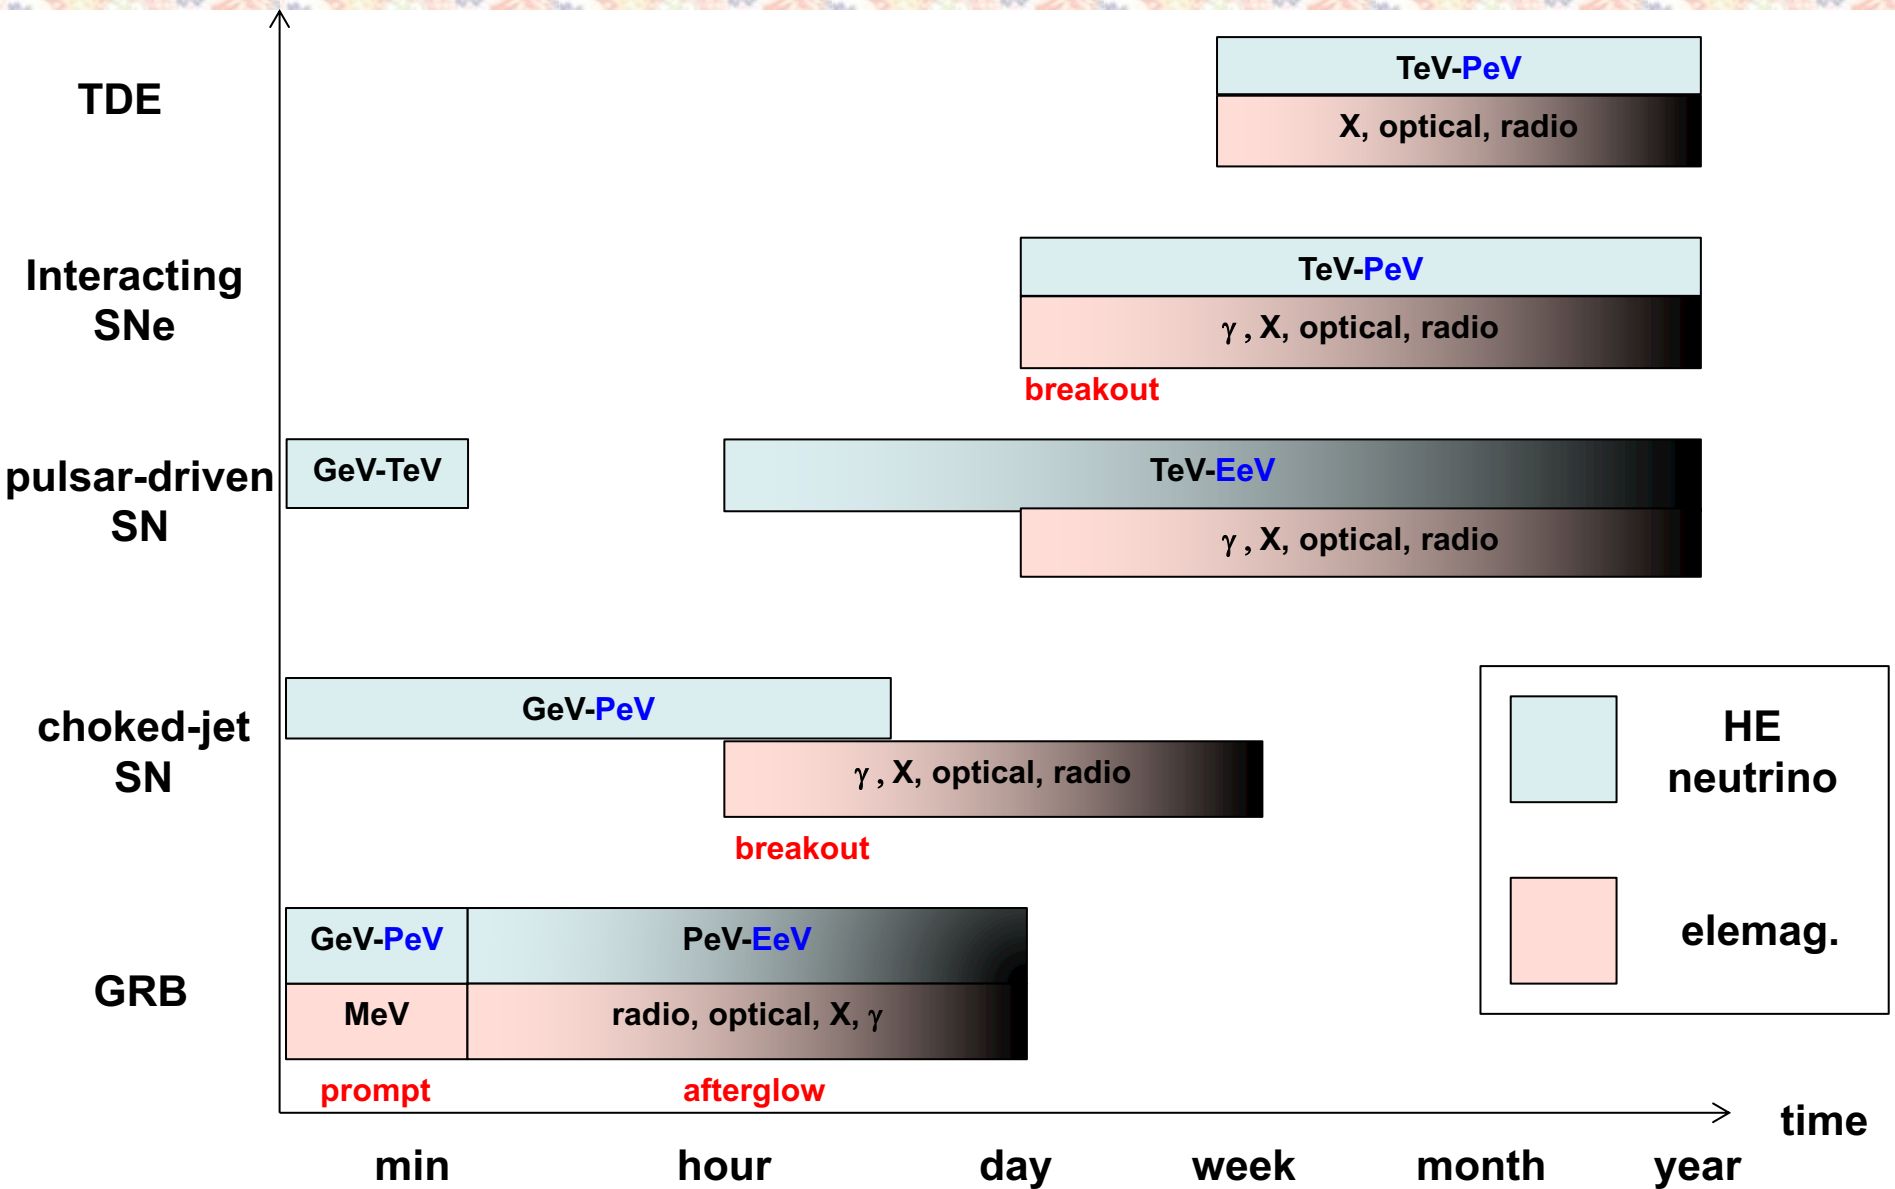 TDE
TeV-PeV
X, optical, radio
Interacting
SNe
TeV-PeV
γ, X, optical, radio
breakout
pulsar-driven
SN
GeV-TeV
TeV-EeV
γ, X, optical, radio
choked-jet
SN
GeV-PeV
γ, X, optical, radio
breakout
HE
neutrino
elemag.
GRB
GeV-PeV
PeV-EeV
MeV
radio, optical, X, γ
prompt
afterglow
time
min
hour
day
week
month
year